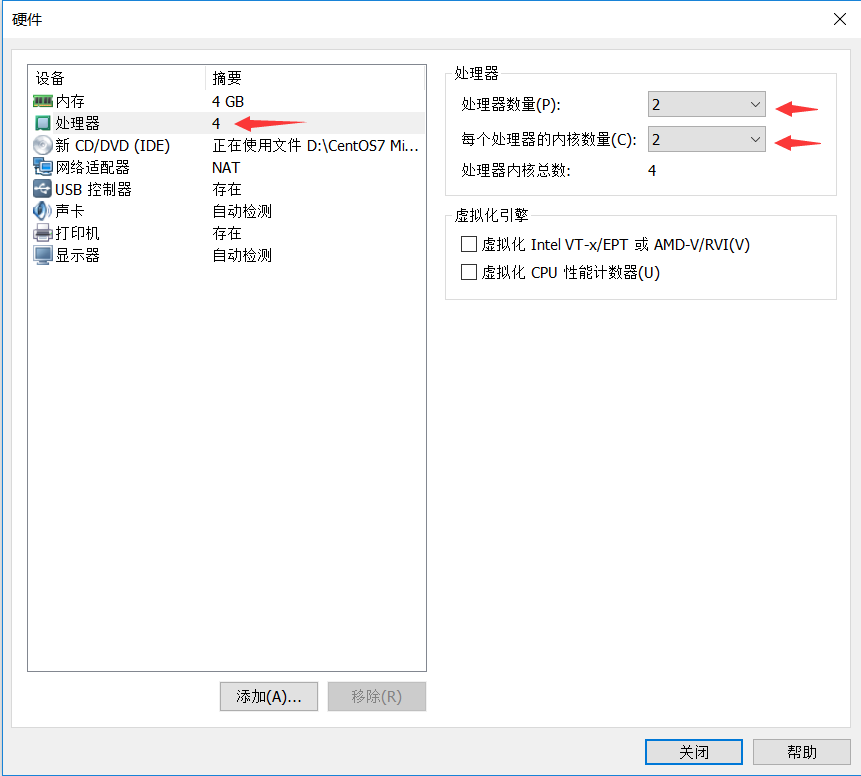 硬件
设备 摘要
内存 4 GB
处理器 4
新 CD/DVD (IDE) 正在使用文件 D:\CentOS7 Mi...
网络适配器 NAT
USB 控制器 存在
声卡 自动检测
打印机 存在
显示器 自动检测
添加(A)... 移除(R)
处理器
处理器数量(P): 2
每个处理器的内核数量(C): 2
处理器内核总数: 4
虚拟化引擎
虚拟化 Intel VT-x/EPT 或 AMD-V/RVI(V)
虚拟化 CPU 性能计数器(U)
关闭 帮助